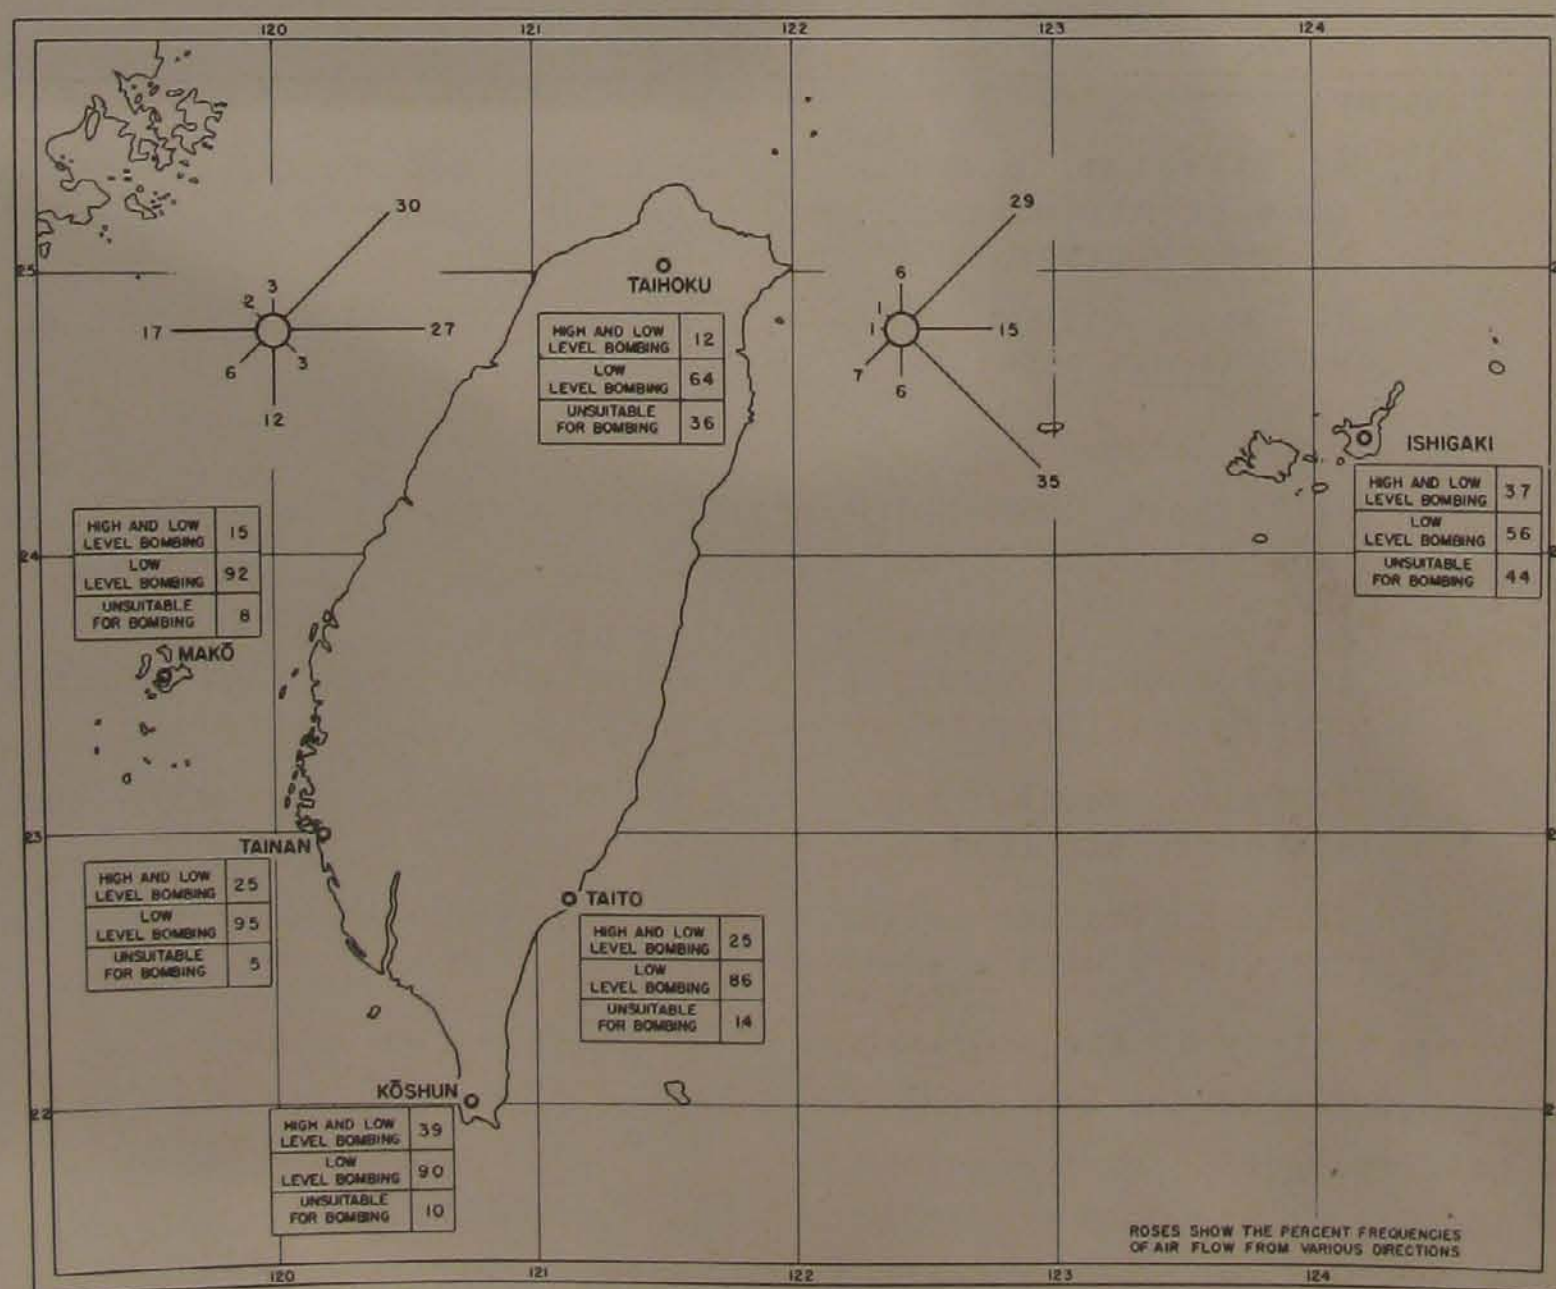 120 121 122 123 124
30
3
2
17
27
6
3
12
29
6
1
1
15
7
6
35
25
TAIHOKU
HIGH AND LOW
LEVEL BOMBING 12
LOW
LEVEL BOMBING 64
UNSUITABLE
FOR BOMBING 36
ISHIGAKI
HIGH AND LOW
LEVEL BOMBING 37
LOW
LEVEL BOMBING 56
UNSUITABLE
FOR BOMBING 44
24
HIGH AND LOW
LEVEL BOMBING 15
LOW
LEVEL BOMBING 92
UNSUITABLE
FOR BOMBING 8
MAKŌ
23
TAINAN
HIGH AND LOW
LEVEL BOMBING 25
LOW
LEVEL BOMBING 95
UNSUITABLE
FOR BOMBING 5
TAITO
HIGH AND LOW
LEVEL BOMBING 25
LOW
LEVEL BOMBING 86
UNSUITABLE
FOR BOMBING 14
22
KŌSHUN
HIGH AND LOW
LEVEL BOMBING 39
LOW
LEVEL BOMBING 90
UNSUITABLE
FOR BOMBING 10
ROSES SHOW THE PERCENT FREQUENCIES
OF AIR FLOW FROM VARIOUS DIRECTIONS
120 121 122 123 124